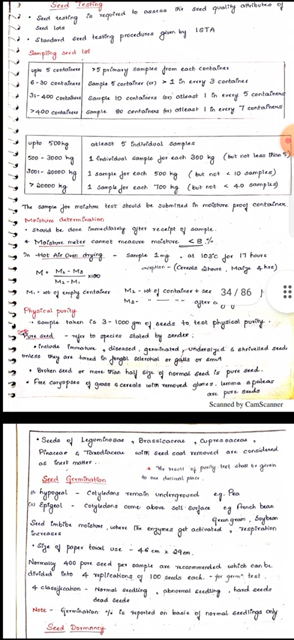 Seed Testing
• Seed testing is required to assess the seed quality attributes of
seed lots
• Standard seed testing procedures given by ISTA
Sampling seed lot
upto 5 containers >5 primary samples from each container
6-30 containers Sample 5 container (or) > 1 in every 3 container
31-400 containers Sample 10 containers (or) atleast 1 in every 5 containers
>400 containers Sample 80 containers (or) atleast 1 in every 7 containers
upto 500kg atleast 5 individual samples
500 - 3000 kg 1 individual sample for each 300 kg (but not less than 5)
3001 - 20000 kg 1 sample for each 500 kg (but not < 10 samples)
> 20000 kg 1 sample for each 700 kg (but not < 40 samples)
The sample for moisture test should be submitted in moisture proof container.
Moisture determination
• should be done immediately after receipt of sample.
• Moisture meter cannot measure moisture < 8 %
In Hot Air Oven drying - Sample at 103°C for 17 hours
(cereals 2 hours, Maize 4 hrs)
M = M2 - M3 / M2 - M1 x100
M1 - wt of empty container M2 - wt of container + see 34 / 86
M3 -
Physical purity
• Sample taken is 3 - 1000 gm of seeds to test physical purity.
Pure seed - refer to species stated by sender
• include immature, diseased, germinated, undersized & shrivelled seeds
unless they are turned in fungal sclerotia or galls or smut
• Broken seed or more than half size of normal seed is pure seed.
• Free caryopses of grass & cereals with removed glumes, lemma & paleae
are pure seeds
Scanned by CamScanner
• Seeds of Leguminosae, Brassicaceae, Cupressaceae,
Pinaceae & Taxodiaceae with seed coat removed are considered
as inert matter.
* The result of purity test shld be given
to one decimal place.
Seed Germination
Hypogeal - Cotyledons remain underground eg. Pea
Epigeal - Cotyledons come above soil surface eg French bean
Green gram, Soybean
Seed imbibe moisture, where the enzymes get activated, respiration
increases
• Size of paper towel use - 46 cm x 29 cm.
Normally 400 pure seed per sample are recommended which can be
divided into 4 replications of 100 seeds each. - for germn test.
4 classification - Normal seedling, abnormal seedling, hard seeds
dead seeds
Note - Germination % is reported on basis of normal seedlings only
Seed Dormancy